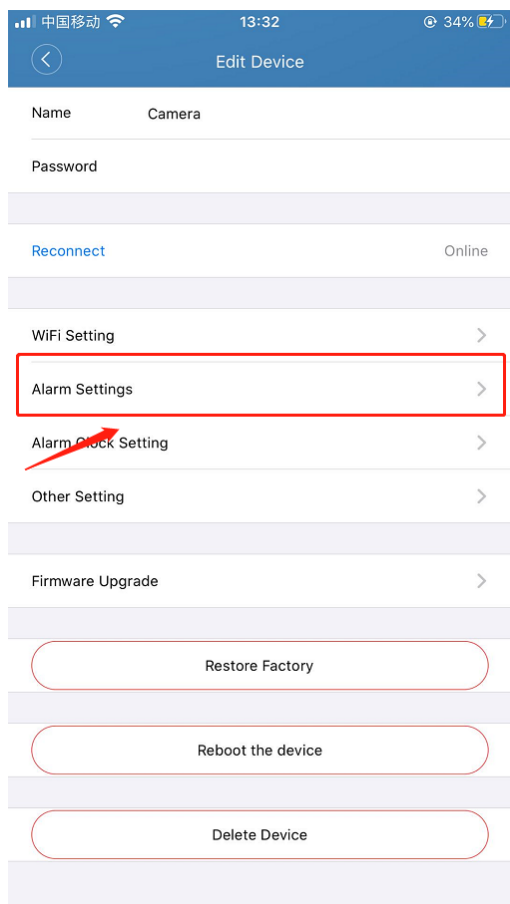 中国移动 13:32 34%
Edit Device
Name Camera
Password
Reconnect Online
WiFi Setting
Alarm Settings
Alarm Clock Setting
Other Setting
Firmware Upgrade
Restore Factory
Reboot the device
Delete Device